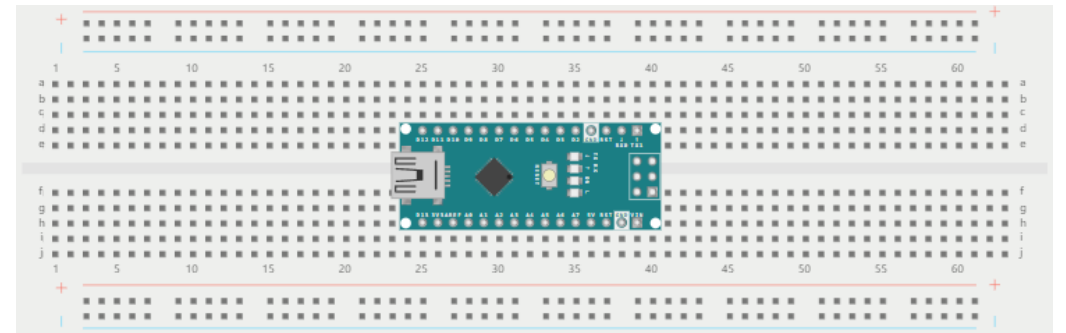 + +
1 5 10 15 20 25 30 35 40 45 50 55 60
a a
b b
c c
d d
e e
D12 D11 D10 D9 D8 D7 D6 D5 D4 D3 D2 GND RST
RX0 TX1
RESET
f f
D13 3V3 AREF A0 A1 A2 A3 A4 A5 A6 A7 5V RST GND VIN
g g
h h
i i
j j
1 5 10 15 20 25 30 35 40 45 50 55 60
+ +